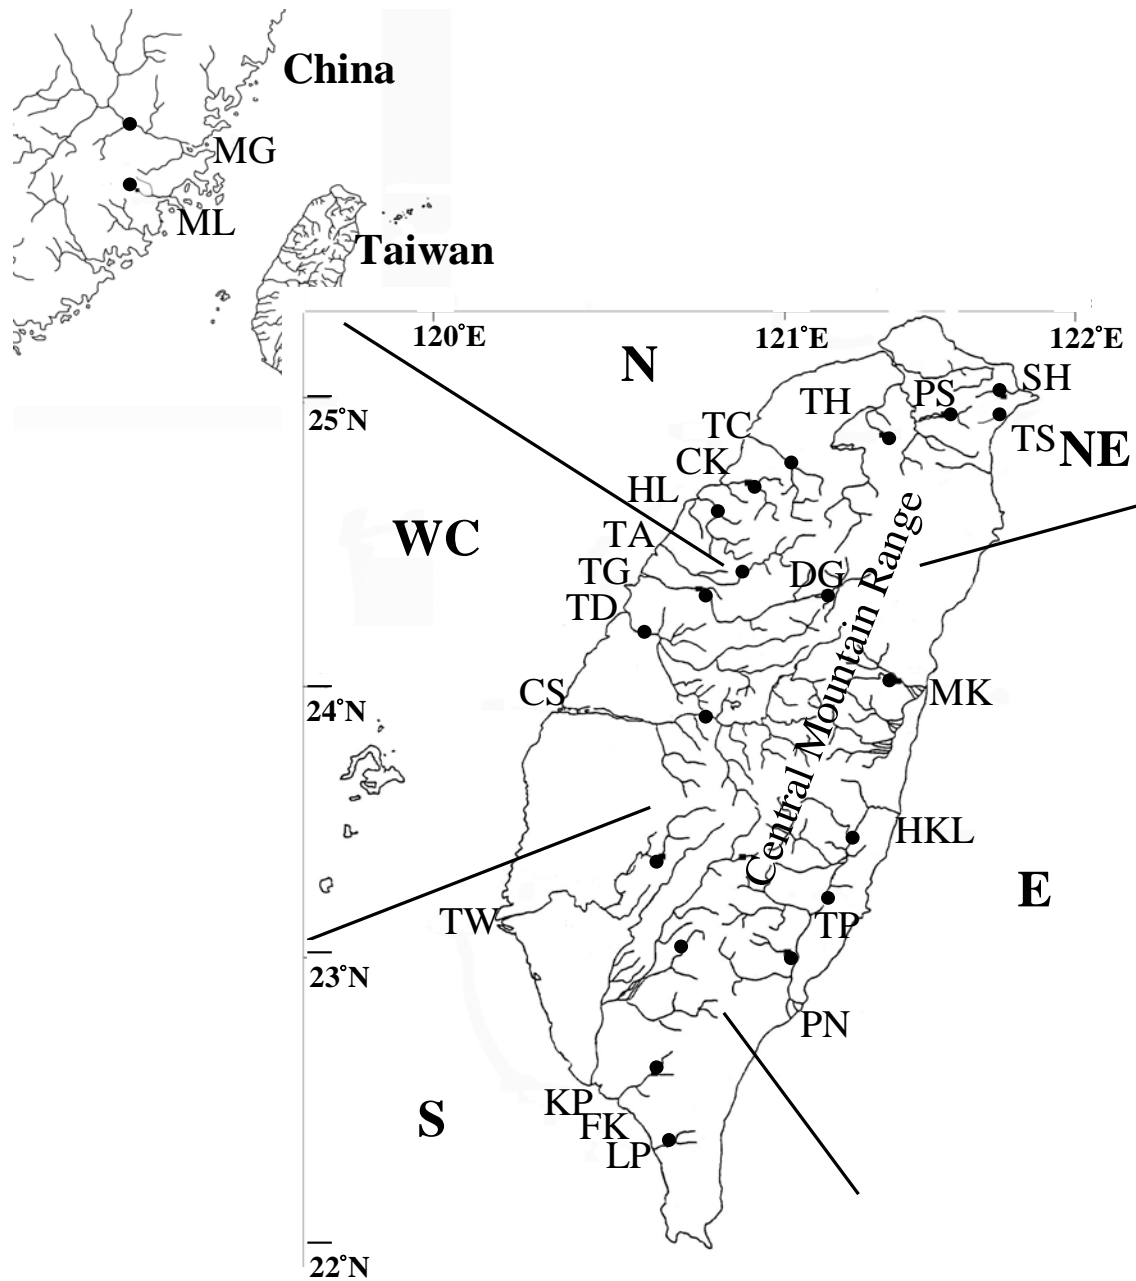 China
MG
ML
Taiwan
120°E
121°E
122°E
N
SH
PS
TH
25°N
TC
TS
NE
CK
HL
WC
TA
TG
DG
TD
Central Mountain Range
CS
MK
24°N
HKL
E
TW
TP
23°N
PN
KP
S
FK
LP
22°N